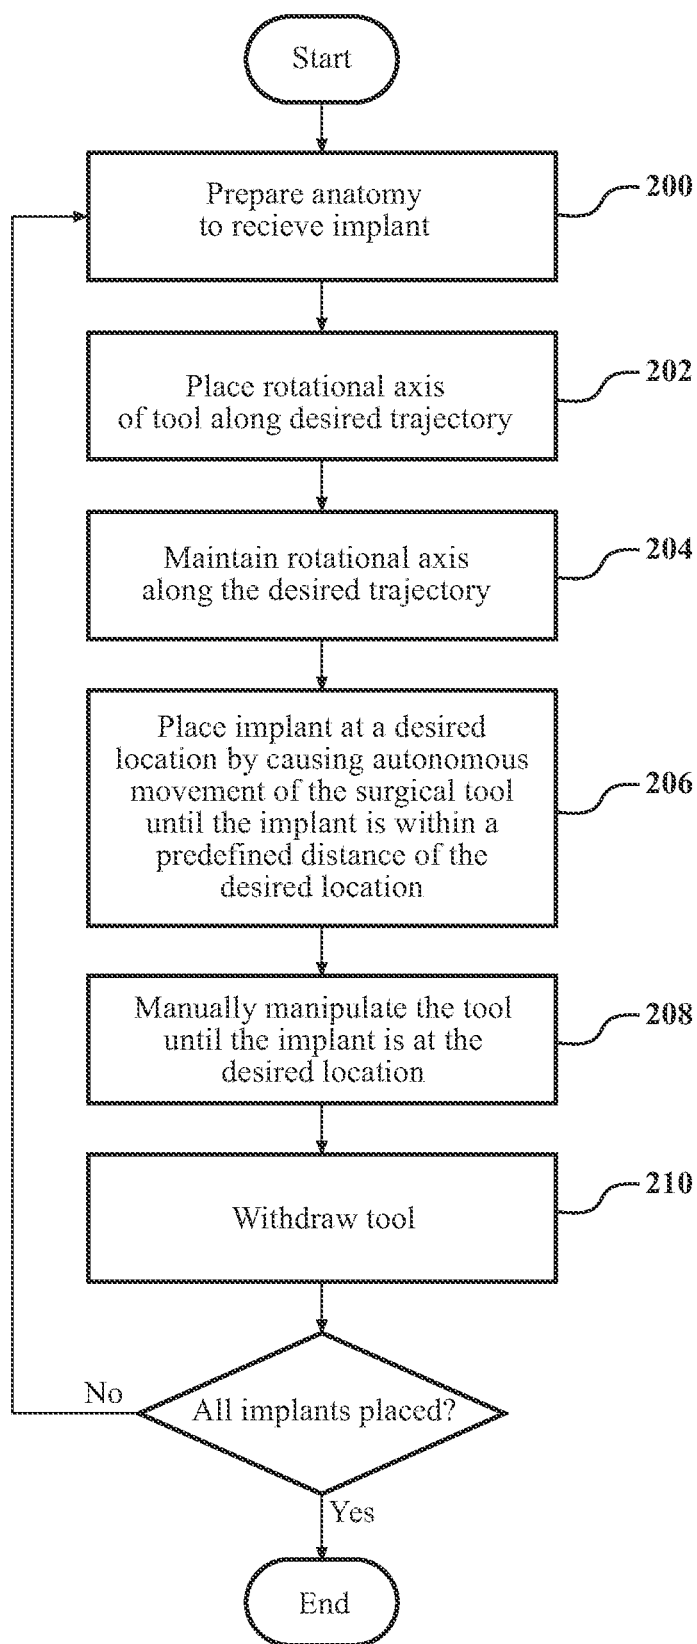 Start
Prepare anatomy
to recieve implant
200
Place rotational axis
of tool along desired trajectory
202
Maintain rotational axis
along the desired trajectory
204
Place implant at a desired
location by causing autonomous
movement of the surgical tool
until the implant is within a
predefined distance of the
desired location
206
Manually manipulate the tool
until the implant is at the
desired location
208
Withdraw tool
210
All implants placed?
No
Yes
End